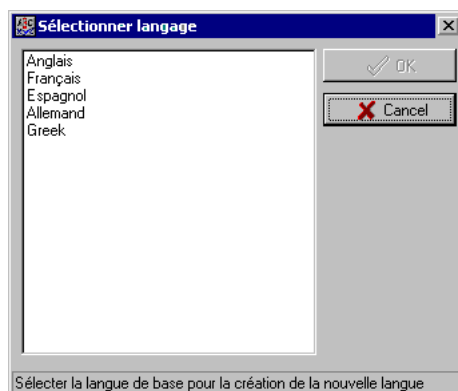 Sélectionner langage
Anglais
Français
Espagnol
Allemand
Greek
OK
Cancel
Sélecter la langue de base pour la création de la nouvelle langue